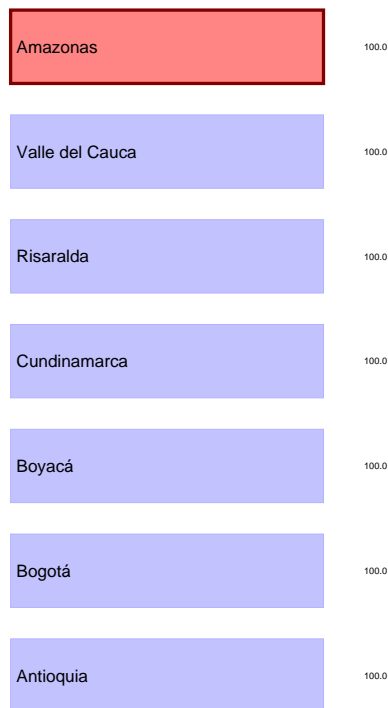 Amazonas 100.0
Valle del Cauca 100.0
Risaralda 100.0
Cundinamarca 100.0
Boyacá 100.0
Bogotá 100.0
Antioquia 100.0